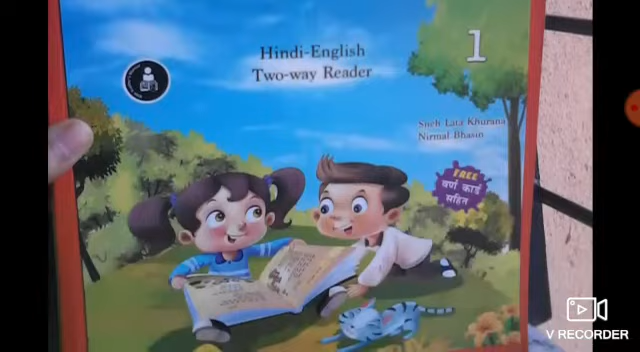 Hindi-English
Two-way Reader
1
Sneh Lata Khurana
Nirmal Bhasin
FREE
वर्ण कार्ड
सहित
V RECORDER